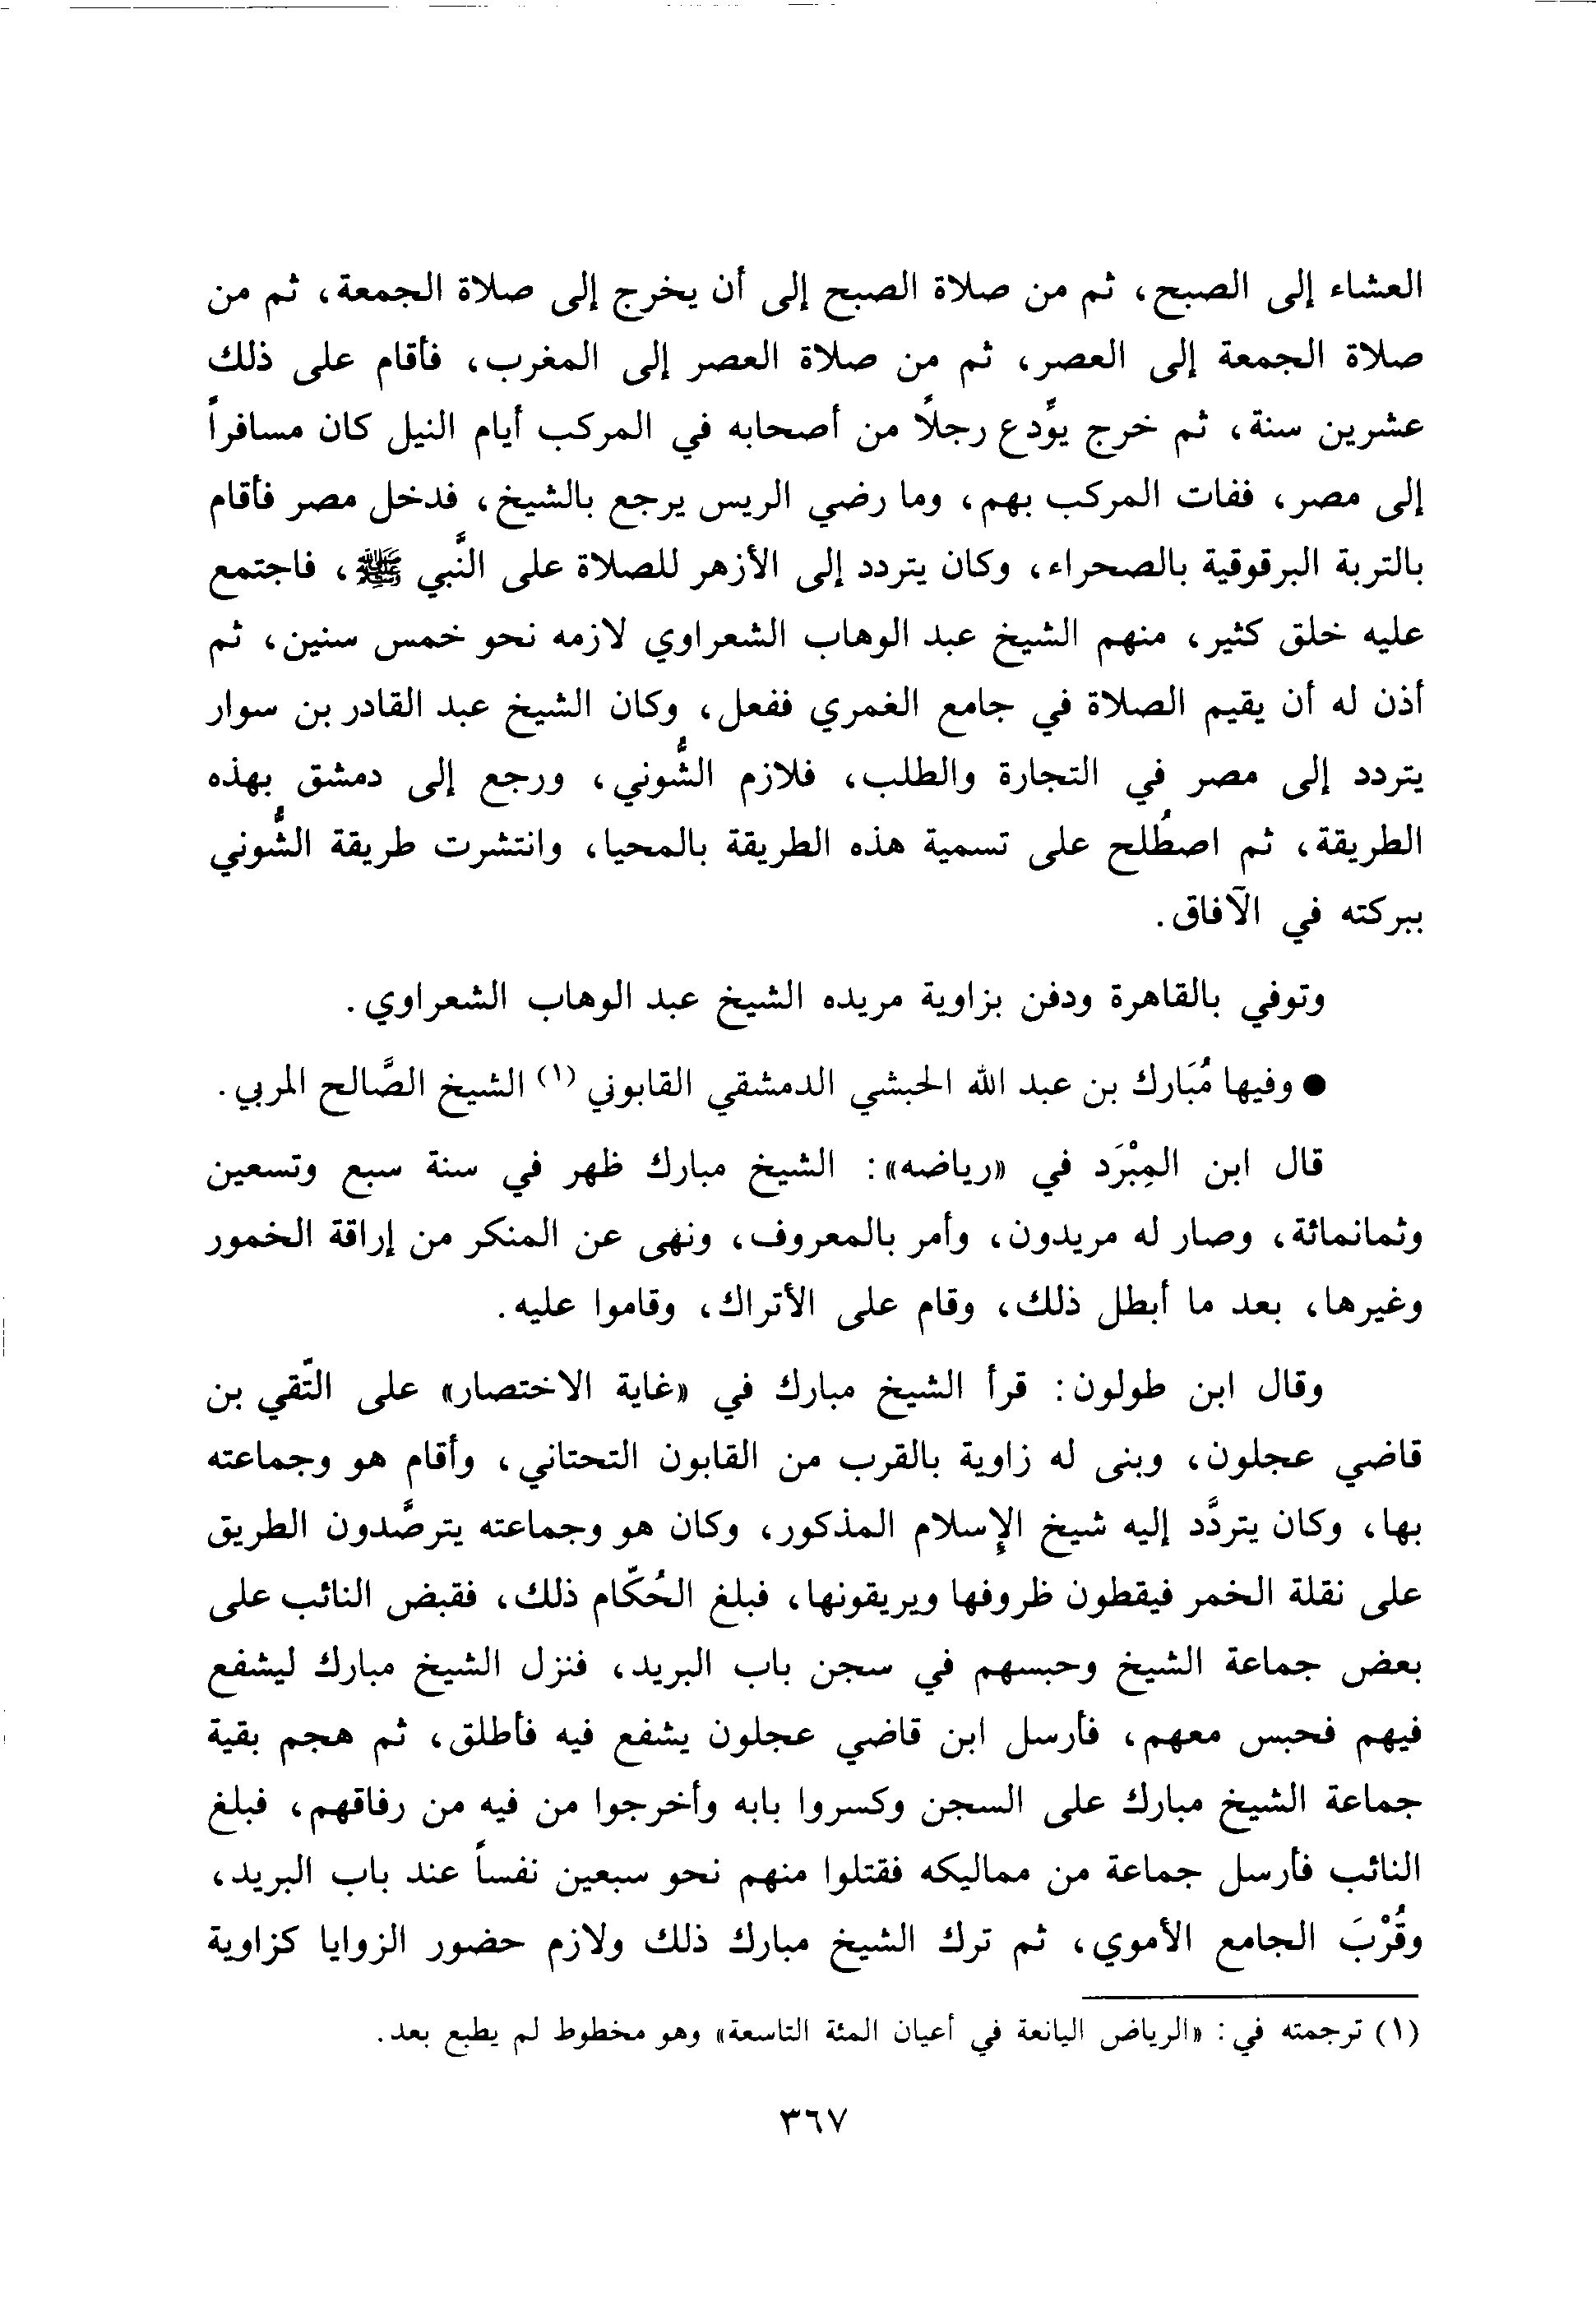 العشاء إلى الصبح، ثم من صلاة الصبح إلى أن يخرج إلى صلاة الجمعة، ثم من
صلاة الجمعة إلى العصر، ثم من صلاة العصر إلى المغرب، فأقام على ذلك
عشرين سنة، ثم خرج يوِّدع رجلًا من أصحابه في المركب أيام النيل كان مسافراً
إلى مصر، ففات المركب بهم، وما رضي الريس يرجع بالشيخ، فدخل مصر فأقام
بالتربة البرقوقية بالصحراء، وكان يتردد إلى الأزهر للصلاة على النَّبي ﷺ، فاجتمع
عليه خلق كثير، منهم الشيخ عبد الوهاب الشعراوي لازمه نحو خمس سنين، ثم
أذن له أن يقيم الصلاة في جامع الغمري ففعل، وكان الشيخ عبد القادر بن سوار
يتردد إلى مصر في التجارة والطلب، فلازم الشُّوني، ورجع إلى دمشق بهذه
الطريقة، ثم اصطُلح على تسمية هذه الطريقة بالمحيا، وانتشرت طريقة الشُّوني
ببركته في الآفاق.
وتوفي بالقاهرة ودفن بزاوية مريده الشيخ عبد الوهاب الشعراوي.
● وفيها مُبَارك بن عبد الله الحبشي الدمشقي القابوني (١) الشيخ الصَّالح المربي.
قال ابن المِبْرَد في «رياضه»: الشيخ مبارك ظهر في سنة سبع وتسعين
وثمانمائة، وصار له مريدون، وأمر بالمعروف، ونهى عن المنكر من إراقة الخمور
وغيرها، بعد ما أبطل ذلك، وقام على الأتراك، وقاموا عليه.
وقال ابن طولون: قرأ الشيخ مبارك في «غاية الاختصار» على التَّقي بن
قاضي عجلون، وبنى له زاوية بالقرب من القابون التحتاني، وأقام هو وجماعته
بها، وكان يتردَّد إليه شيخ الإسلام المذكور، وكان هو وجماعته يترصَّدون الطريق
على نقلة الخمر فيقطون ظروفها ويريقونها، فبلغ الحُكّام ذلك، فقبض النائب على
بعض جماعة الشيخ وحبسهم في سجن باب البريد، فنزل الشيخ مبارك ليشفع
فيهم فحبس معهم، فأرسل ابن قاضي عجلون يشفع فيه فأطلق، ثم هجم بقية
جماعة الشيخ مبارك على السجن وكسروا بابه وأخرجوا من فيه من رفاقهم، فبلغ
النائب فأرسل جماعة من مماليكه فقتلوا منهم نحو سبعين نفساً عند باب البريد،
وقُرْبَ الجامع الأموي، ثم ترك الشيخ مبارك ذلك ولازم حضور الزوايا كزاوية
(١) ترجمته في: «الرياض اليانعة في أعيان المئة التاسعة» وهو مخطوط لم يطبع بعد.
٣٦٧